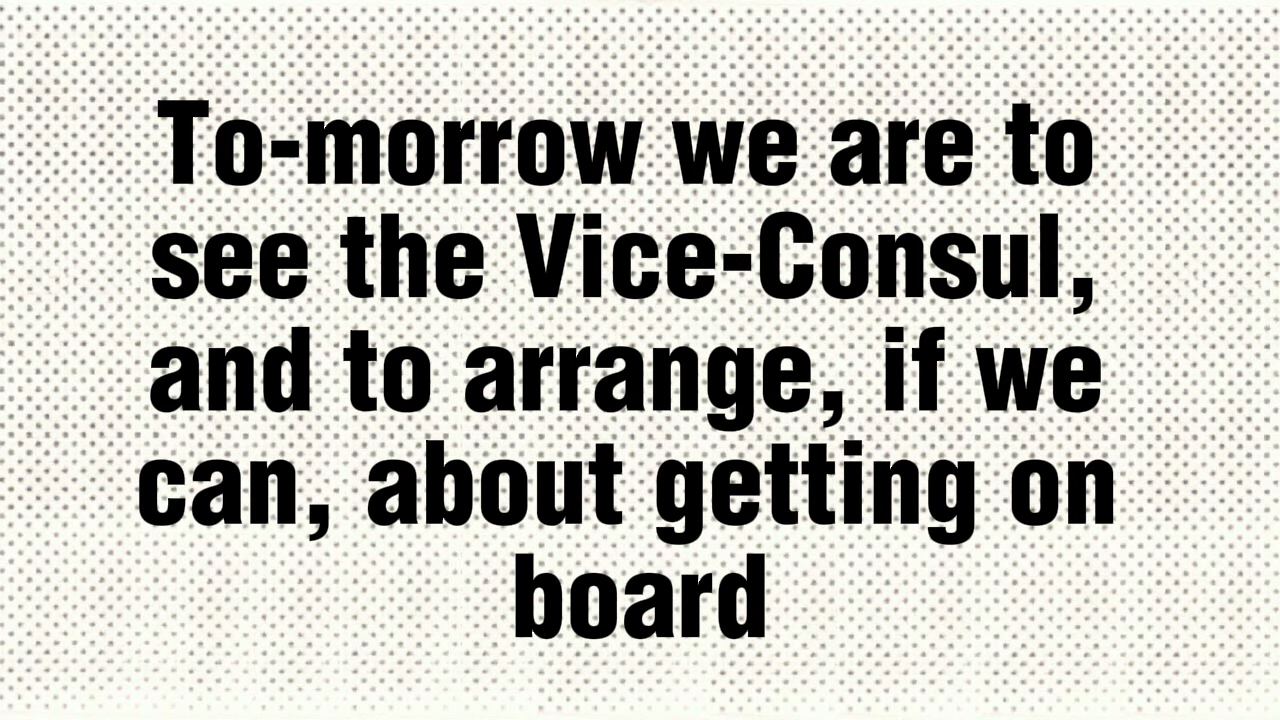 To-morrow we are to
see the Vice-Consul,
and to arrange, if we
can, about getting on
board